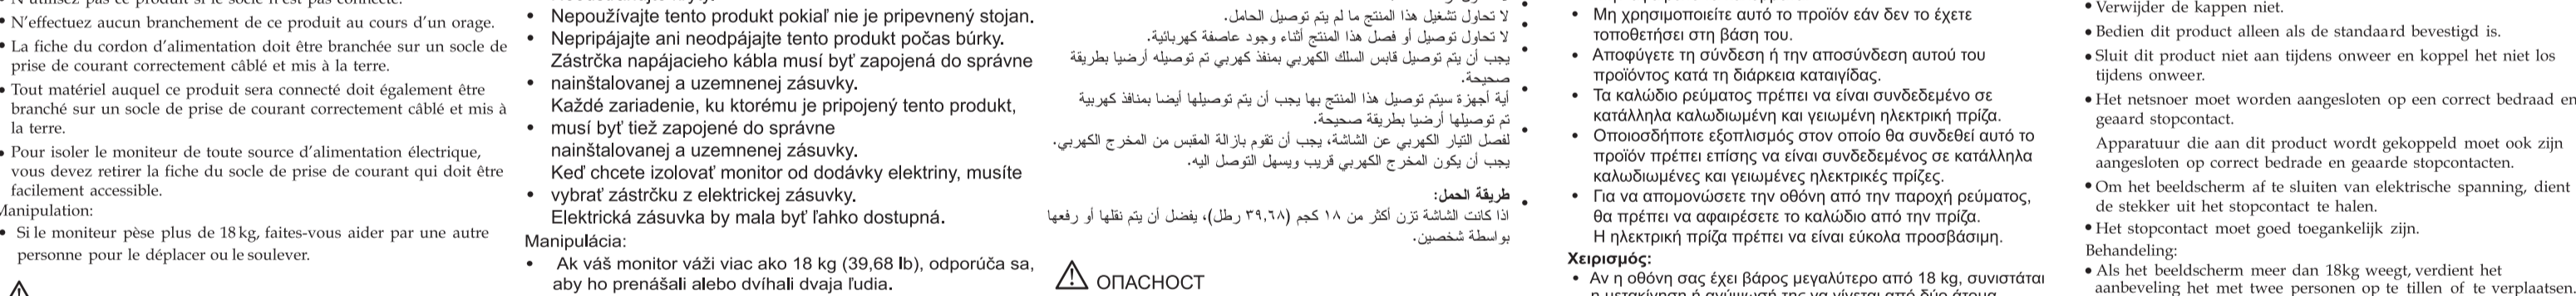 • N'utilisez pas ce produit si le socle n'est pas connecté.
• N'effectuez aucun branchement de ce produit au cours d'un orage.
• La fiche du cordon d'alimentation doit être branchée sur un socle de
prise de courant correctement câblé et mis à la terre.
• Tout matériel auquel ce produit sera connecté doit également être
branché sur un socle de prise de courant correctement câblé et mis à
la terre.
• Pour isoler le moniteur de toute source d'alimentation électrique,
vous devez retirer la fiche du socle de prise de courant qui doit être
facilement accessible.
Manipulation:
• Si le moniteur pèse plus de 18 kg, faites-vous aider par une autre
personne pour le déplacer ou le soulever.
• Nepoužívajte tento produkt pokiaľ nie je pripevnený stojan.
• Nepripájajte ani neodpájajte tento produkt počas búrky.
Zástrčka napájacieho kábla musí byť zapojená do správne
• nainštalovanej a uzemnenej zásuvky.
Každé zariadenie, ku ktorému je pripojený tento produkt,
• musí byť tiež zapojené do správne
nainštalovanej a uzemnenej zásuvky.
Keď chcete izolovať monitor od dodávky elektriny, musíte
• vybrať zástrčku z elektrickej zásuvky.
Elektrická zásuvka by mala byť ľahko dostupná.
Manipulácia:
• Ak váš monitor váži viac ako 18 kg (39,68 lb), odporúča sa,
aby ho prenášali alebo dvíhali dvaja ľudia.
لا تحاول تشغيل هذا المنتج ما لم يتم توصيل الحامل.
• لا تحاول توصيل أو فصل هذا المنتج أثناء وجود عاصفة كهربائية.
• يجب أن يتم توصيل قابس السلك الكهربي بمنفذ كهربي تم توصيله أرضيا بطريقة
صحيحة.
• أية أجهزة سيتم توصيل هذا المنتج بها يجب أن يتم توصيلها أيضا بمنافذ كهربية
تم توصيلها أرضيا بطريقة صحيحة.
• لفصل التيار الكهربي عن الشاشة، يجب أن تقوم بازالة المقبس من المخرج الكهربي.
يجب أن يكون المخرج الكهربي قريب ويسهل التوصل اليه.
طريقة الحمل:
• اذا كانت الشاشة تزن أكثر من ١٨ كجم (٣٩,٦٨ رطل)، يفضل أن يتم نقلها أو رفعها
بواسطة شخصين.
⚠ ОПАСНОСТ
• Μη χρησιμοποιείτε αυτό το προϊόν εάν δεν το έχετε
τοποθετήσει στη βάση του.
• Αποφύγετε τη σύνδεση ή την αποσύνδεση αυτού του
προϊόντος κατά τη διάρκεια καταιγίδας.
• Τα καλώδιο ρεύματος πρέπει να είναι συνδεδεμένο σε
κατάλληλα καλωδιωμένη και γειωμένη ηλεκτρική πρίζα.
• Οποιοσδήποτε εξοπλισμός στον οποίο θα συνδεθεί αυτό το
προϊόν πρέπει επίσης να είναι συνδεδεμένος σε κατάλληλα
καλωδιωμένες και γειωμένες ηλεκτρικές πρίζες.
• Για να απομονώσετε την οθόνη από την παροχή ρεύματος,
θα πρέπει να αφαιρέσετε το καλώδιο από την πρίζα.
Η ηλεκτρική πρίζα πρέπει να είναι εύκολα προσβάσιμη.
Χειρισμός:
• Αν η οθόνη σας έχει βάρος μεγαλύτερο από 18 kg, συνιστάται
η μετακίνηση ή ανύψωσή της να γίνεται από δύο άτομα.
• Verwijder de kappen niet.
• Bedien dit product alleen als de standaard bevestigd is.
• Sluit dit product niet aan tijdens onweer en koppel het niet los
tijdens onweer.
• Het netsnoer moet worden aangesloten op een correct bedraad en
geaard stopcontact.
Apparatuur die aan dit product wordt gekoppeld moet ook zijn
aangesloten op correct bedrade en geaarde stopcontacten.
• Om het beeldscherm af te sluiten van elektrische spanning, dient
de stekker uit het stopcontact te halen.
• Het stopcontact moet goed toegankelijk zijn.
Behandeling:
• Als het beeldscherm meer dan 18kg weegt, verdient het
aanbeveling het met twee personen op te tillen of te verplaatsen.